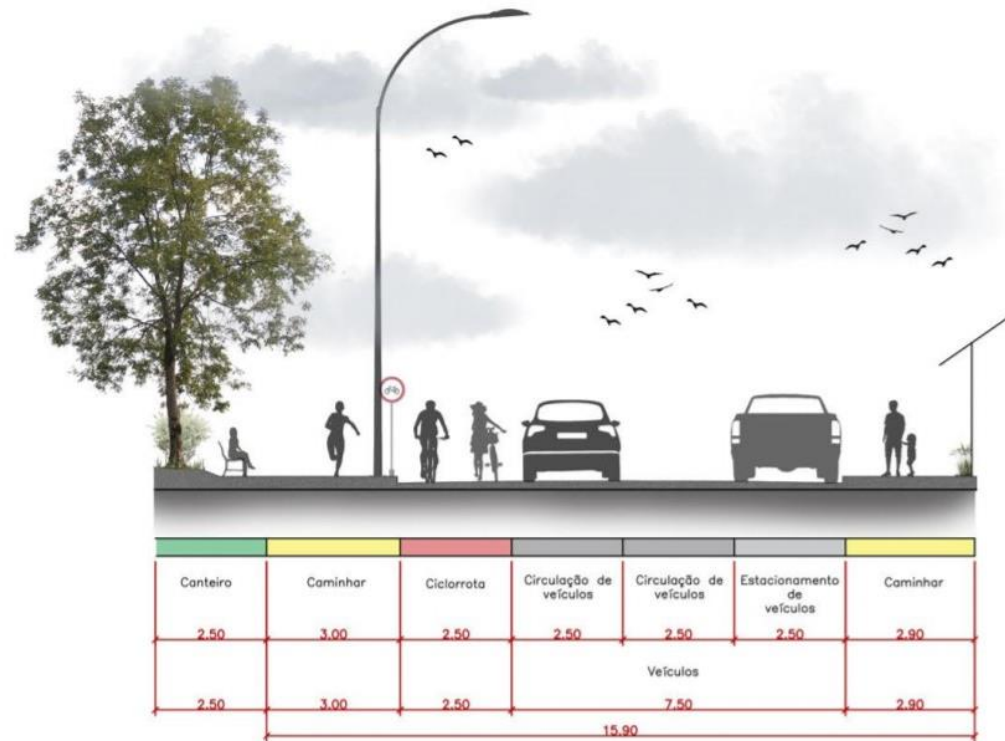 Canteiro
Caminhar
Ciclorrota
Circulação de
veículos
Circulação de
veículos
Estacionamento
de
veículos
Caminhar
2.50
3.00
2.50
2.50
2.50
2.50
2.90
Veículos
2.50
3.00
2.50
7.50
2.90
15.90